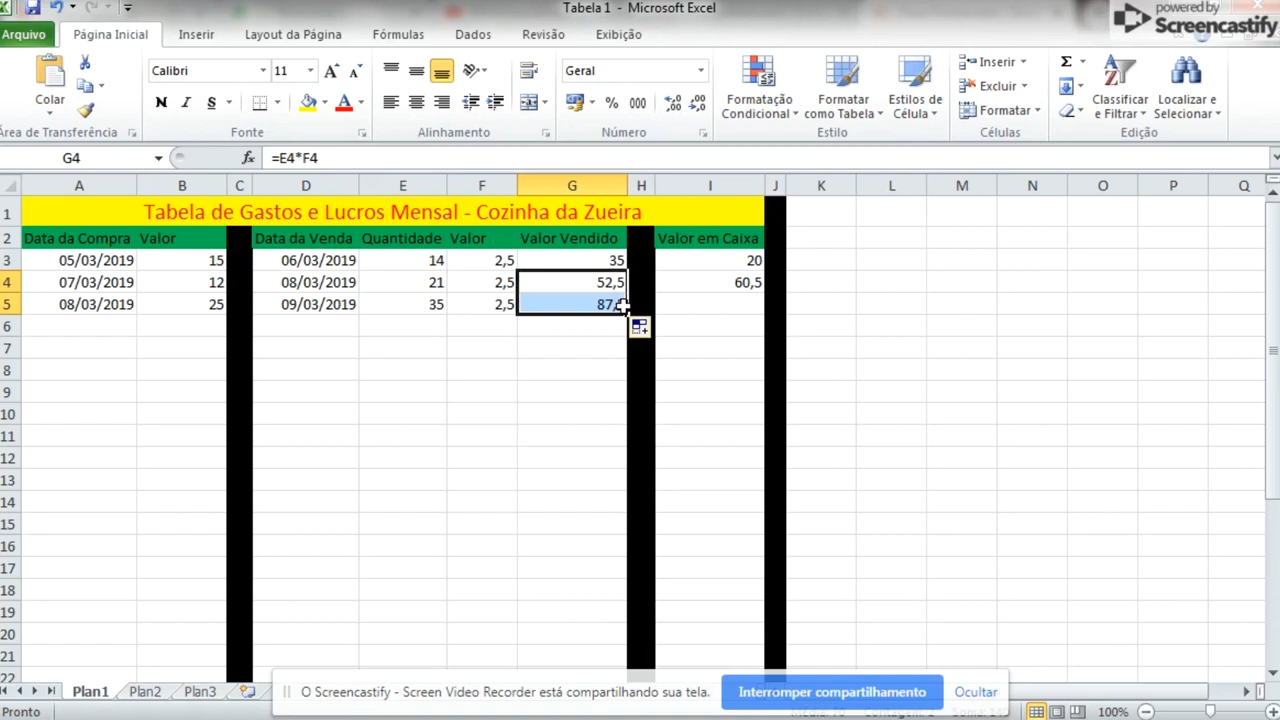 Tabela 1 - Microsoft Excel
powered by
Screencastify
Arquivo Página Inicial Inserir Layout da Página Fórmulas Dados Revisão Exibição
Colar
Calibri 11
N I S
Geral
% 000
Formatação Condicional
Formatar como Tabela
Estilos de Célula
Inserir
Excluir
Formatar
Σ
Classificar e Filtrar
Localizar e Selecionar
Área de Transferência Fonte Alinhamento Número Estilo Células Edição
G4 fx =E4*F4
A B C D E F G H I J K L M N O P Q
1 Tabela de Gastos e Lucros Mensal - Cozinha da Zueira
2 Data da Compra Valor Data da Venda Quantidade Valor Valor Vendido Valor em Caixa
3 05/03/2019 15 06/03/2019 14 2,5 35 20
4 07/03/2019 12 08/03/2019 21 2,5 52,5 60,5
5 08/03/2019 25 09/03/2019 35 2,5 87,
6
7
8
9
10
11
12
13
14
15
16
17
18
19
20
21
22
Plan1 Plan2 Plan3
O Screencastify - Screen Video Recorder está compartilhando sua tela. Interromper compartilhamento Ocultar
Pronto 100%